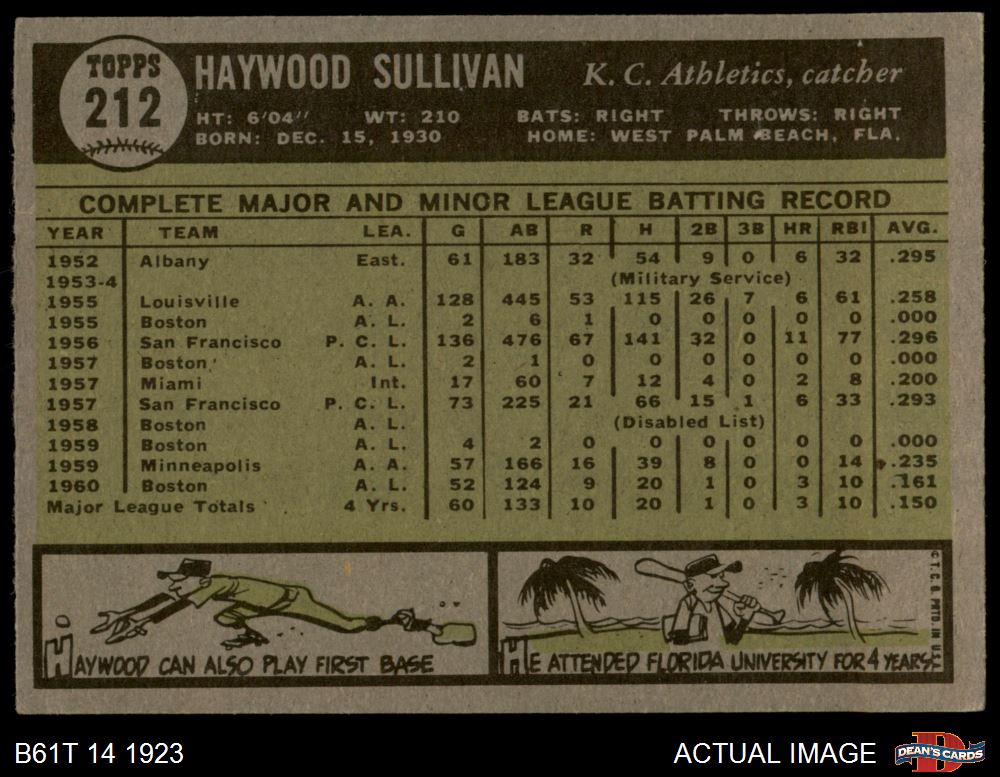 TOPPS
212
HAYWOOD SULLIVAN
K. C. Athletics, catcher
HT: 6'04" WT: 210 BATS: RIGHT THROWS: RIGHT
BORN: DEC. 15, 1930 HOME: WEST PALM BEACH, FLA.
COMPLETE MAJOR AND MINOR LEAGUE BATTING RECORD
YEAR TEAM LEA. G AB R H 2B 3B HR RBI AVG.
1952 Albany East. 61 183 32 54 9 0 6 32 .295
1953-4 (Military Service)
1955 Louisville A. A. 128 445 53 115 26 7 6 61 .258
1955 Boston A. L. 2 6 1 0 0 0 0 0 .000
1956 San Francisco P. C. L. 136 476 67 141 32 0 11 77 .296
1957 Boston A. L. 2 1 0 0 0 0 0 0 .000
1957 Miami Int. 17 60 7 12 4 0 2 8 .200
1957 San Francisco P. C. L. 73 225 21 66 15 1 6 33 .293
1958 Boston A. L. (Disabled List)
1959 Boston A. L. 4 2 0 0 0 0 0 0 .000
1959 Minneapolis A. A. 57 166 16 39 8 0 0 14 .235
1960 Boston A. L. 52 124 9 20 1 0 3 10 .161
Major League Totals 4 Yrs. 60 133 10 20 1 0 3 10 .150
HAYWOOD CAN ALSO PLAY FIRST BASE
HE ATTENDED FLORIDA UNIVERSITY FOR 4 YEARS
© T. C. G. PRTD. IN U.S.
B61T 14 1923
ACTUAL IMAGE
D
DEAN'S CARDS